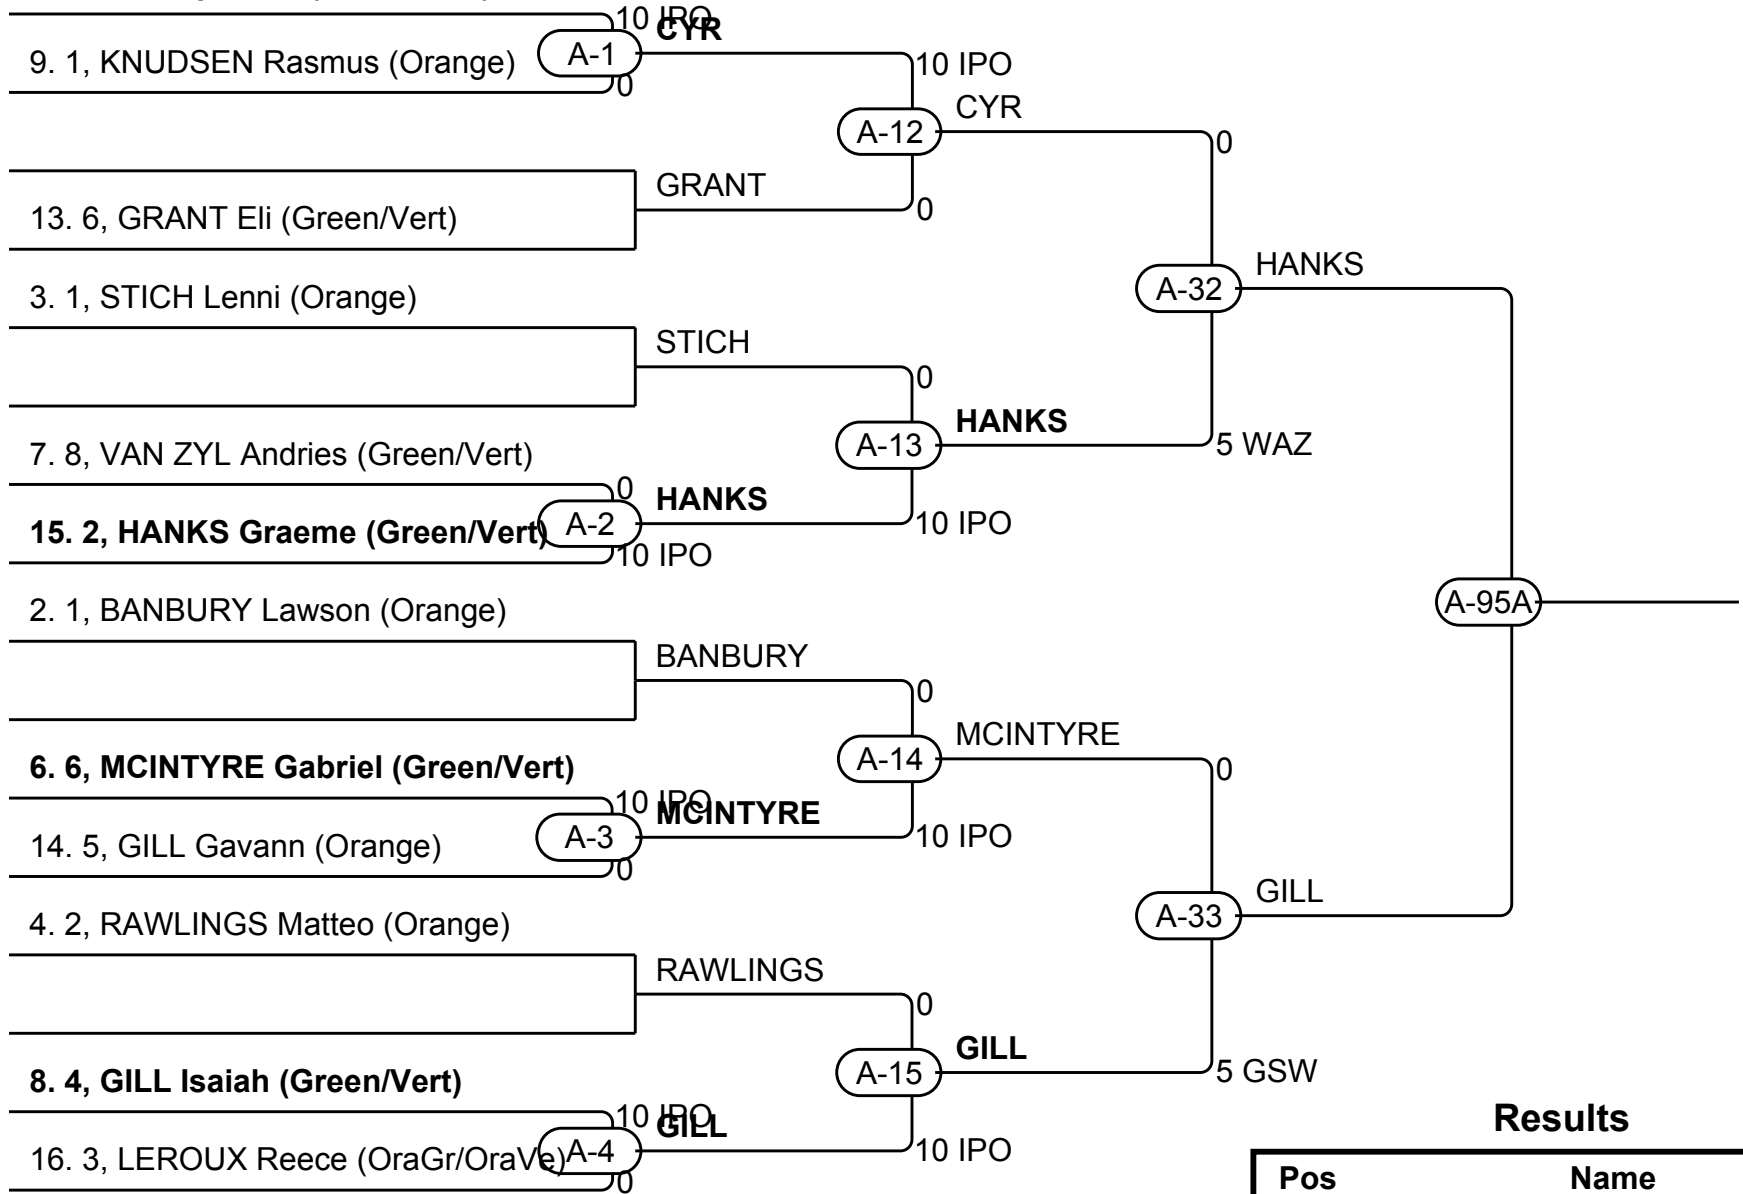 10 IPO
CYR
9. 1, KNUDSEN Rasmus (Orange)
A-1
0
10 IPO
CYR
A-12
0
GRANT
0
13. 6, GRANT Eli (Green/Vert)
HANKS
A-32
3. 1, STICH Lenni (Orange)
STICH
0
HANKS
A-13
5 WAZ
7. 8, VAN ZYL Andries (Green/Vert)
0
HANKS
A-2
15. 2, HANKS Graeme (Green/Vert)
10 IPO
10 IPO
2. 1, BANBURY Lawson (Orange)
A-95A
BANBURY
0
MCINTYRE
A-14
0
6. 6, MCINTYRE Gabriel (Green/Vert)
10 IPO
MCINTYRE
A-3
10 IPO
14. 5, GILL Gavann (Orange)
0
GILL
A-33
4. 2, RAWLINGS Matteo (Orange)
RAWLINGS
0
GILL
A-15
5 GSW
8. 4, GILL Isaiah (Green/Vert)
10 IPO
GILL
A-4
10 IPO
16. 3, LEROUX Reece (OraGr/OraVe)
0
Results
Pos Name